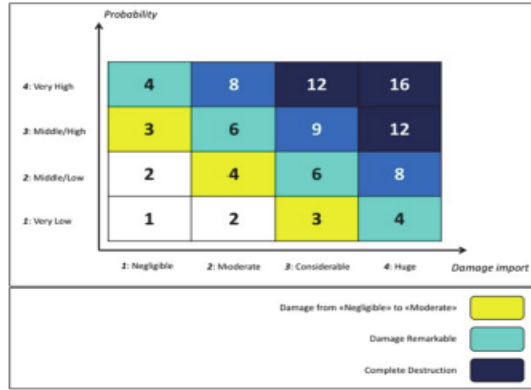 Probability
4: Very High
4 8 12 16
3: Middle/High
3 6 9 12
2: Middle/Low
2 4 6 8
1: Very Low
1 2 3 4
1: Negligible 2: Mioderate 3: Considerable 4: Huge Damage import
Damage from «Negligible» to «Moderate»
Damage Remarkable
Complete Destruction